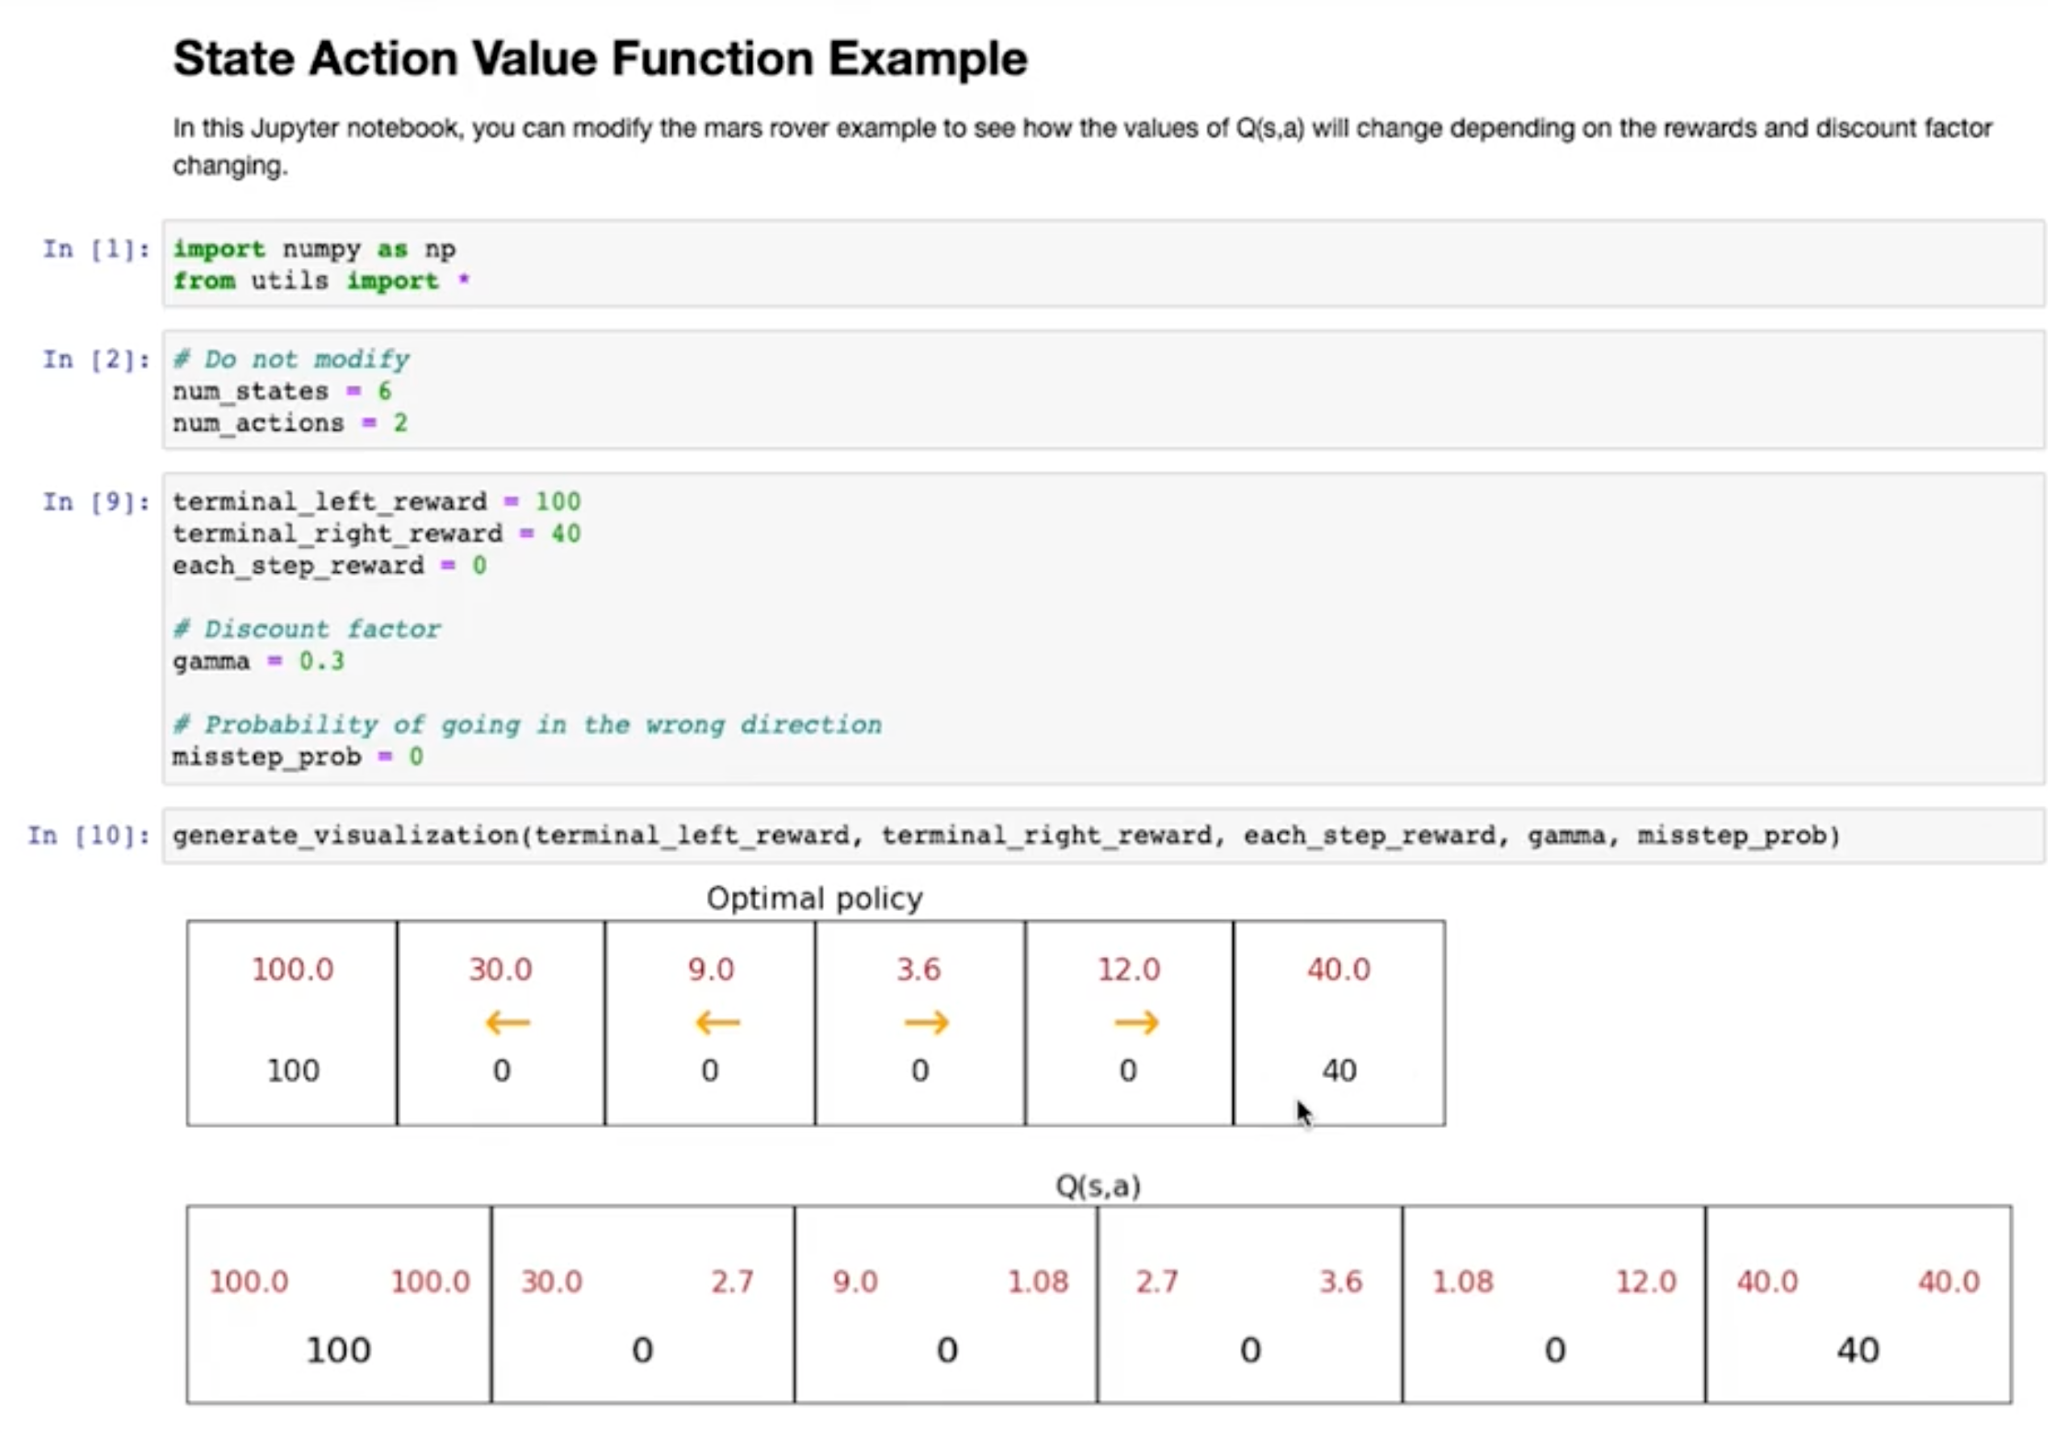 State Action Value Function Example
In this Jupyter notebook, you can modify the mars rover example to see how the values of Q(s,a) will change depending on the rewards and discount factor
changing.
In [1]: import numpy as np
from utils import *
In [2]: # Do not modify
num_states = 6
num_actions = 2
In [9]: terminal_left_reward = 100
terminal_right_reward = 40
each_step_reward = 0
# Discount factor
gamma = 0.3
# Probability of going in the wrong direction
misstep_prob = 0
In [10]: generate_visualization(terminal_left_reward, terminal_right_reward, each_step_reward, gamma, misstep_prob)
Optimal policy
100.0 30.0 9.0 3.6 12.0 40.0
← ← → →
100 0 0 0 0 40
Q(s,a)
100.0 100.0 30.0 2.7 9.0 1.08 2.7 3.6 1.08 12.0 40.0 40.0
100 0 0 0 0 40